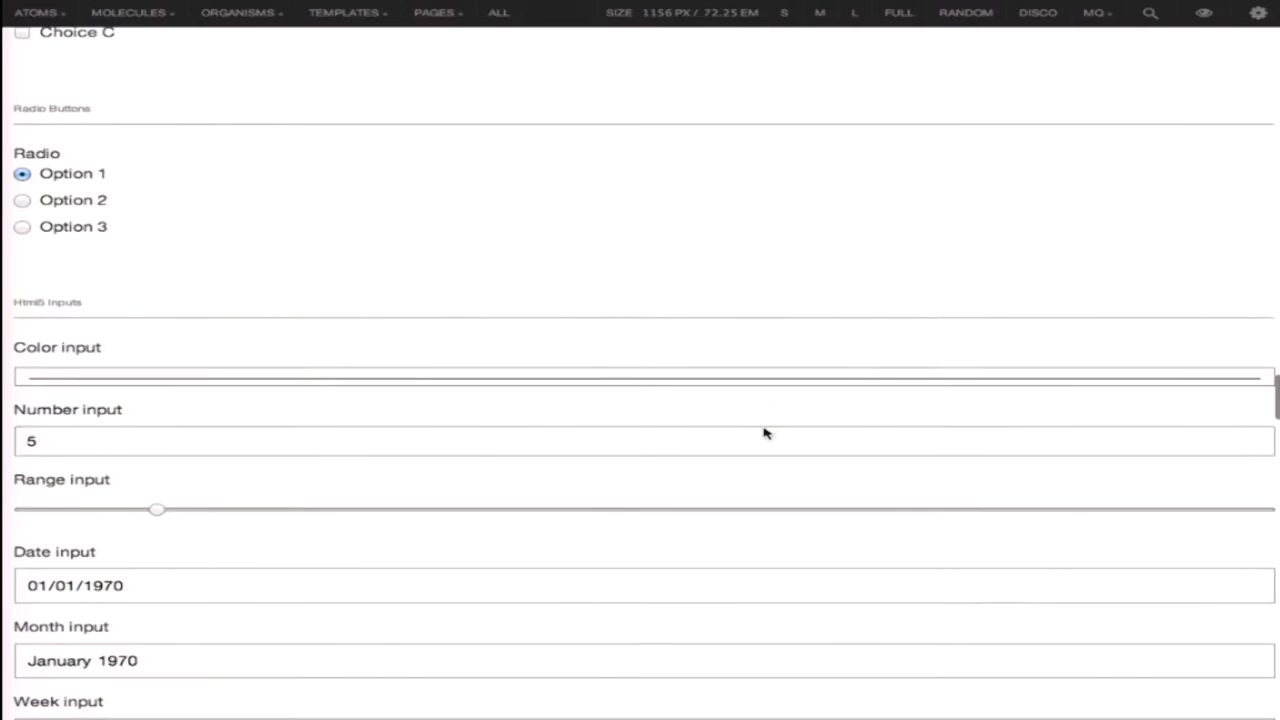 ATOMS MOLECULES ORGANISMS TEMPLATES PAGES ALL SIZE 1156 PX / 72.25 EM S M L FULL RANDOM DISCO MQ
Choice C
Radio Buttons
Radio
Option 1
Option 2
Option 3
Html5 Inputs
Color input
Number input
5
Range input
Date input
01/01/1970
Month input
January 1970
Week input